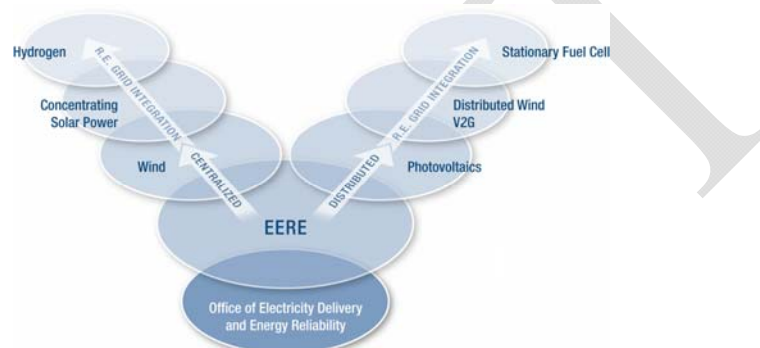 Hydrogen
R.E. GRID INTEGRATION
Stationary Fuel Cell
R.E. GRID INTEGRATION
Concentrating
Solar Power
Distributed Wind
V2G
Wind
CENTRALIZED
DISTRIBUTED
Photovoltaics
EERE
Office of Electricity Delivery
and Energy Reliability